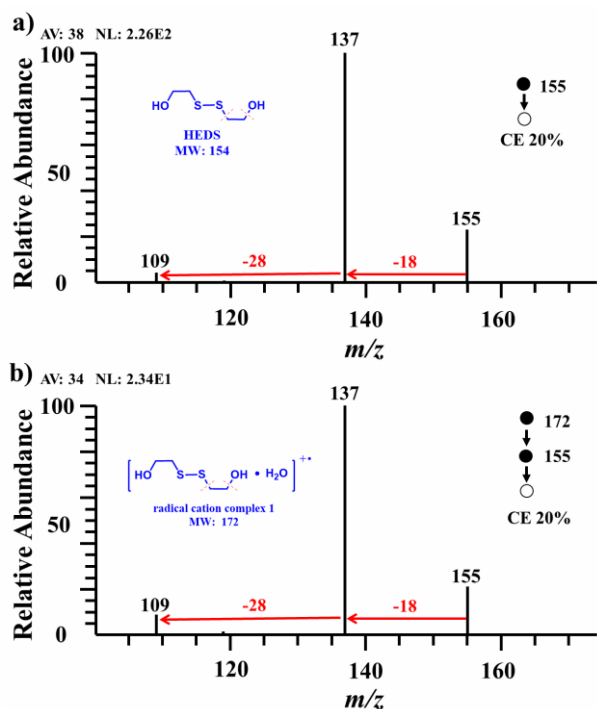 a)
AV: 38 NL: 2.26E2
Relative Abundance
100
0
137
155
109
-28
-18
HO
S
S
OH
HEDS
MW: 154
155
CE 20%
120
140
160
m/z
b)
AV: 34 NL: 2.34E1
Relative Abundance
100
50
0
137
155
109
-28
-18
HO
S
S
OH • H₂O
+•
radical cation complex 1
MW: 172
172
155
CE 20%
120
140
160
m/z